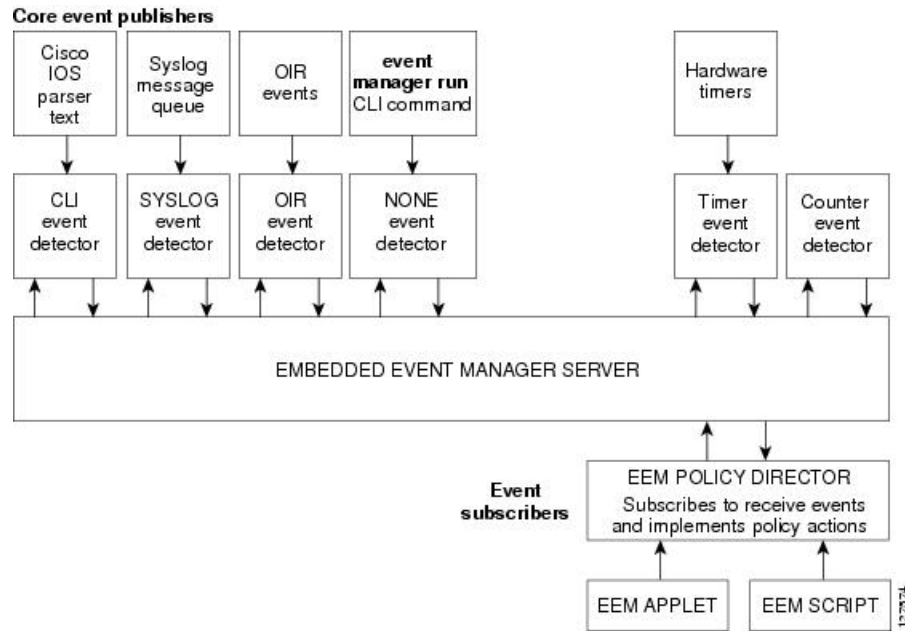 Core event publishers
Cisco
IOS
parser
text
Syslog
message
queue
OIR
events
event
manager run
CLI command
Hardware
timers
CLI
event
detector
SYSLOG
event
detector
OIR
event
detector
NONE
event
detector
Timer
event
detector
Counter
event
detector
EMBEDDED EVENT MANAGER SERVER
Event
subscribers
EEM POLICY DIRECTOR
Subscribes to receive events
and implements policy actions
EEM APPLET
EEM SCRIPT